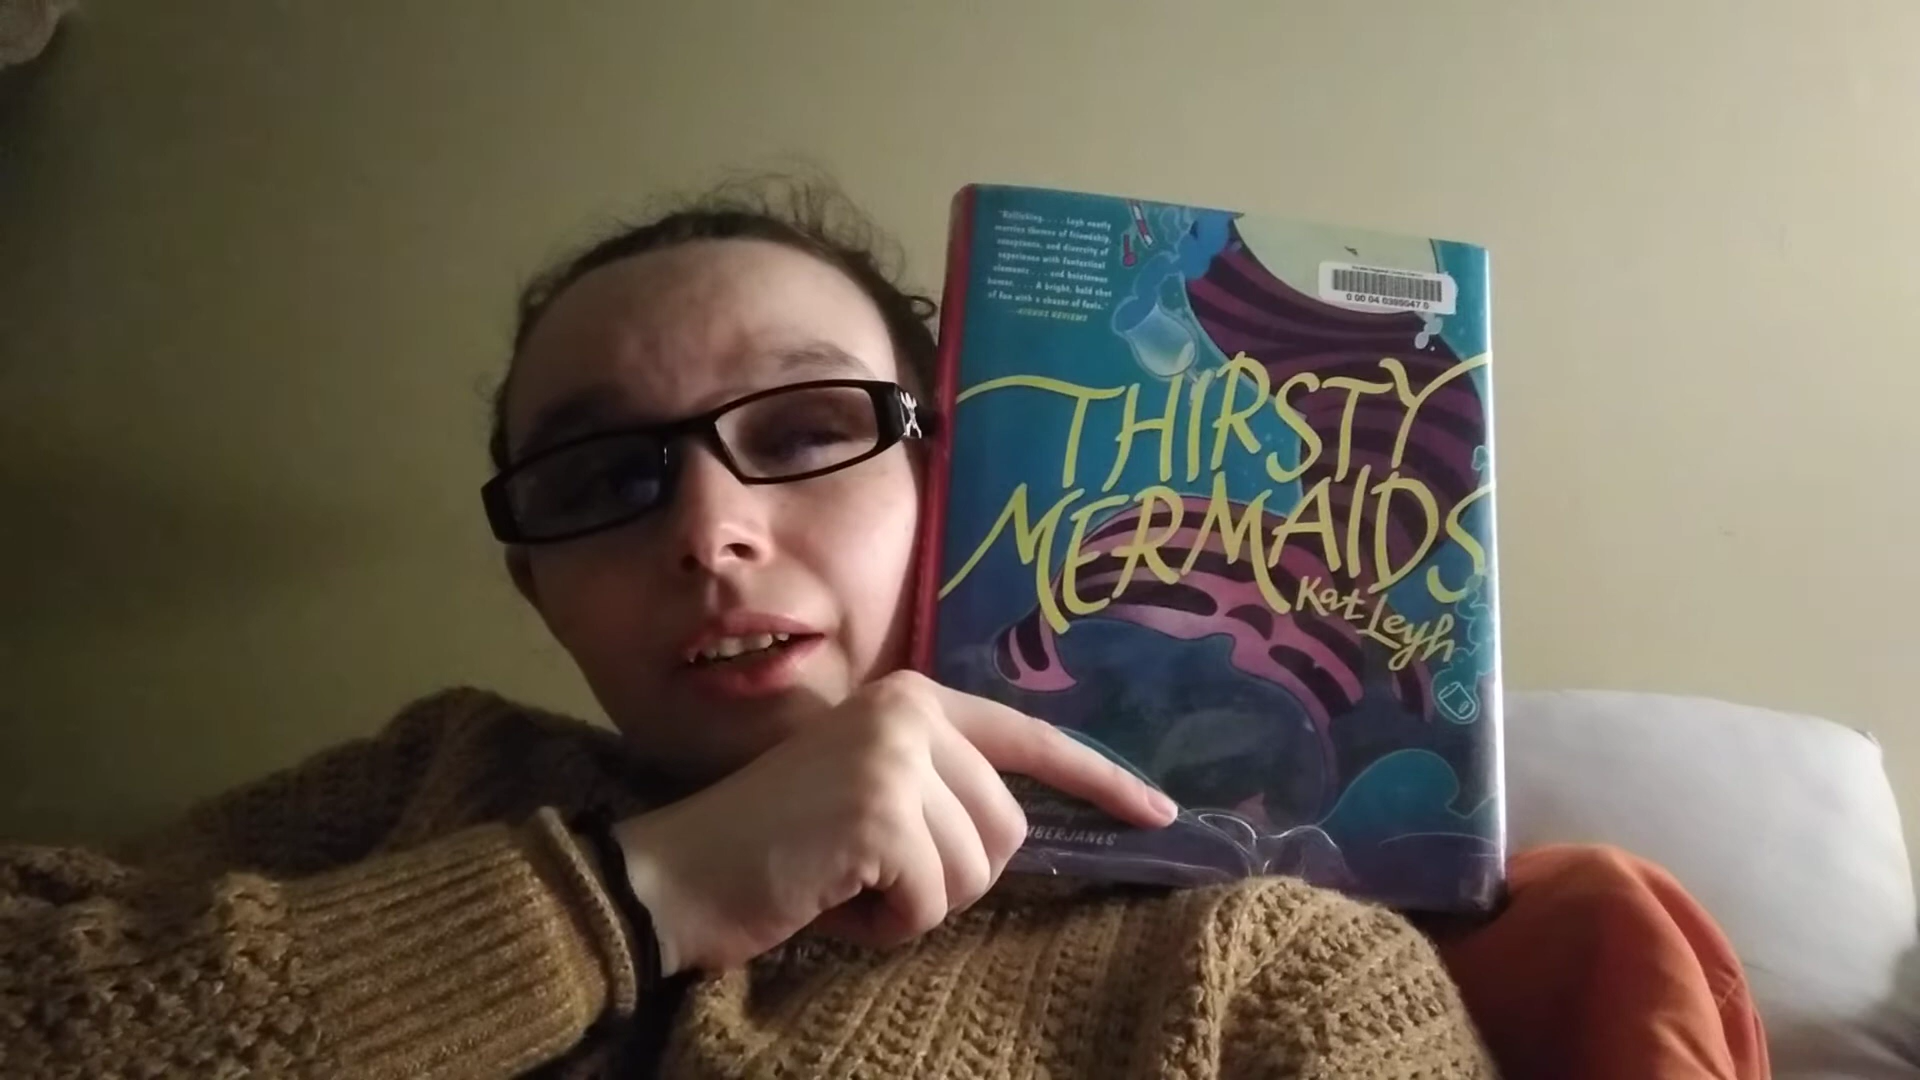 "Rollicking. . . . Leyh neatly
marries themes of friendship,
acceptance, and diversity of
experience with fantastical
elements . . . and boisterous
humor. . . . A bright, bold shot
of fun with a chaser of feels."
—KIRKUS REVIEWS
THIRSTY
MERMAIDS
Kat Leyh
BERJANES